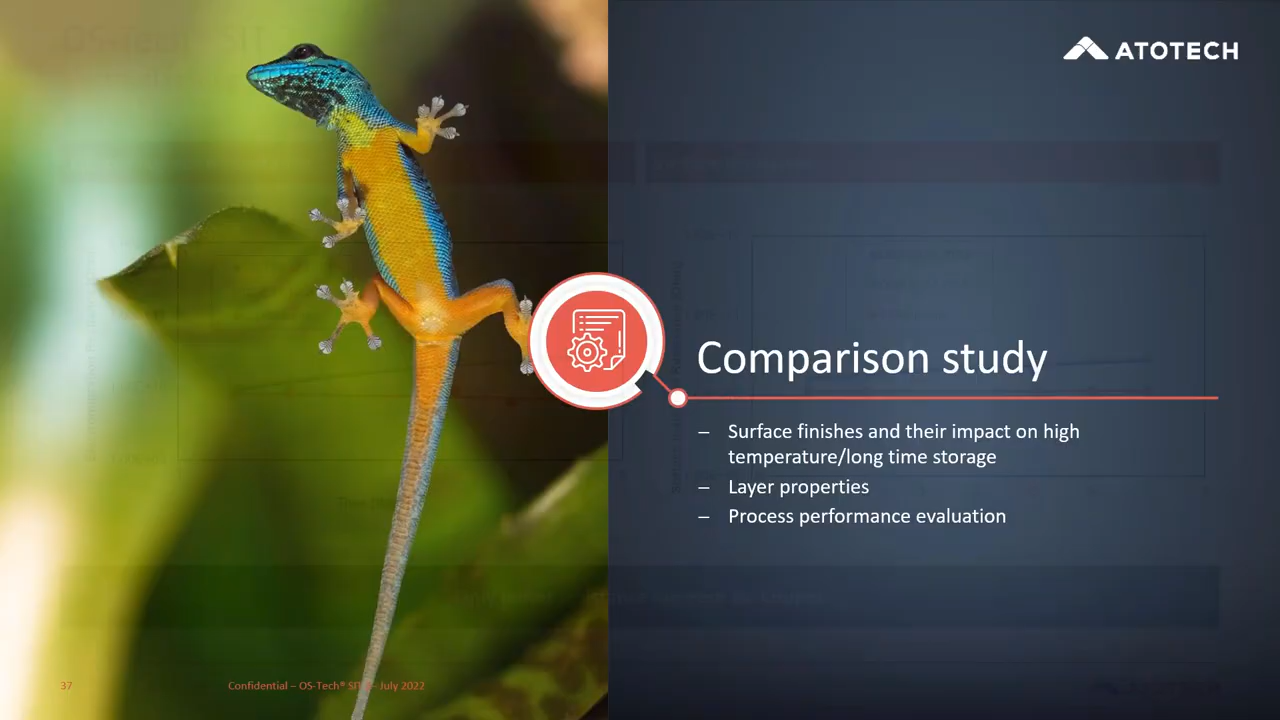 ATOTECH
Comparison study
– Surface finishes and their impact on high
temperature/long time storage
– Layer properties
– Process performance evaluation
37
Confidential – OS-Tech® SIT
July 2022